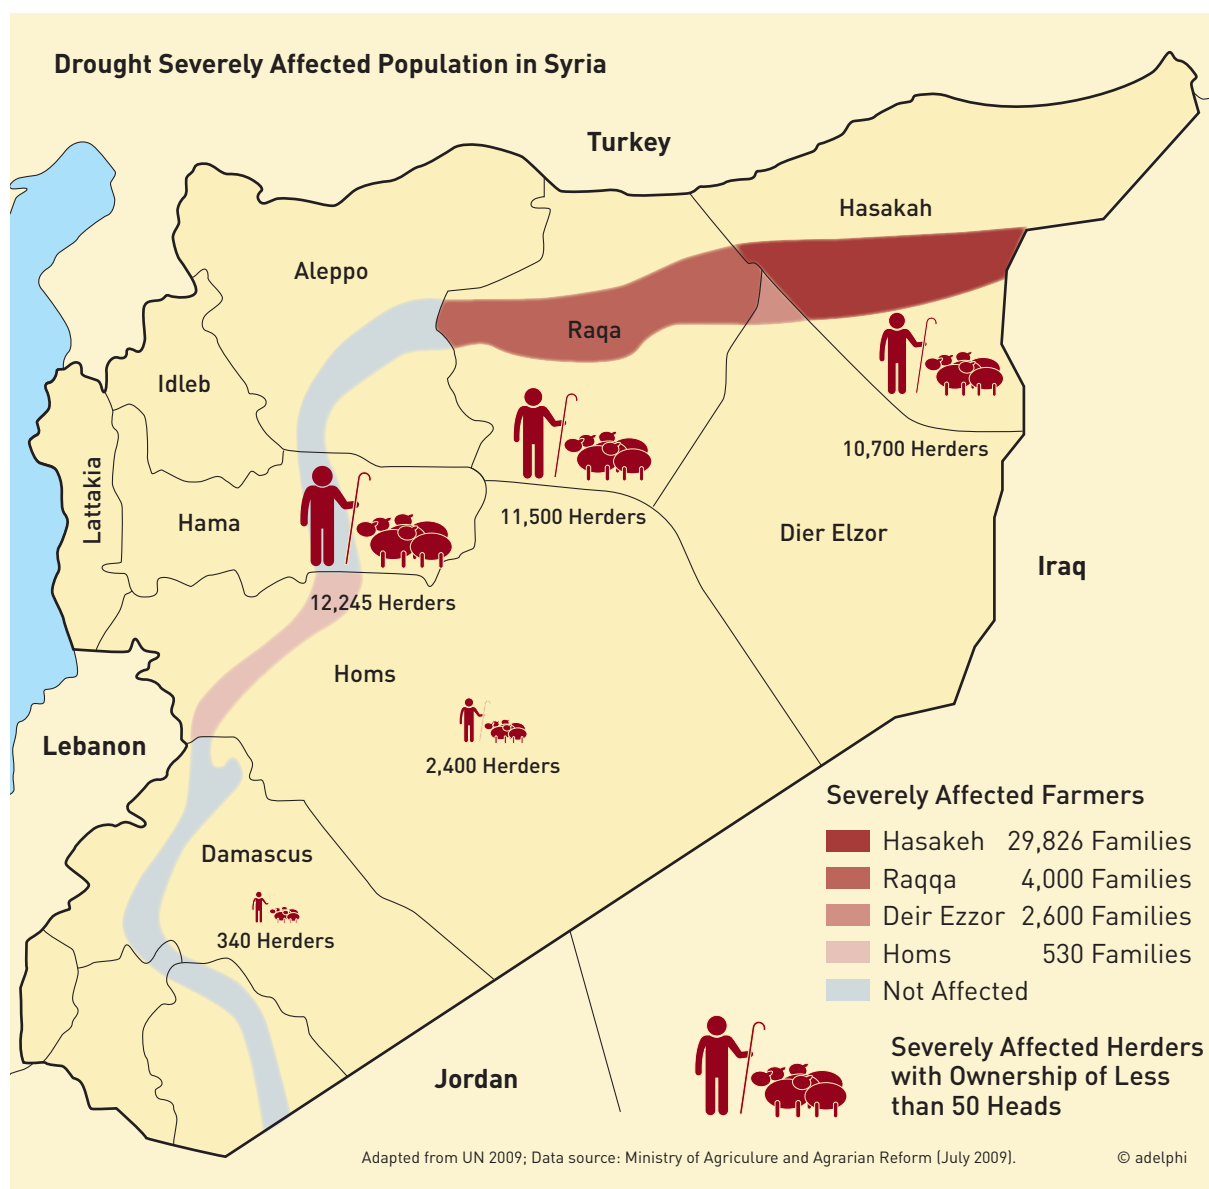 Drought Severely Affected Population in Syria
Turkey
Hasakah
Aleppo
Raqa
Idleb
10,700 Herders
Lattakia
Hama
11,500 Herders
Dier Elzor
Iraq
12,245 Herders
Homs
Lebanon
2,400 Herders
Damascus
340 Herders
Jordan
Severely Affected Farmers
Hasakeh 29,826 Families
Raqqa 4,000 Families
Deir Ezzor 2,600 Families
Homs 530 Families
Not Affected
Severely Affected Herders
with Ownership of Less
than 50 Heads
Adapted from UN 2009; Data source: Ministry of Agriculure and Agrarian Reform (July 2009).
© adelphi